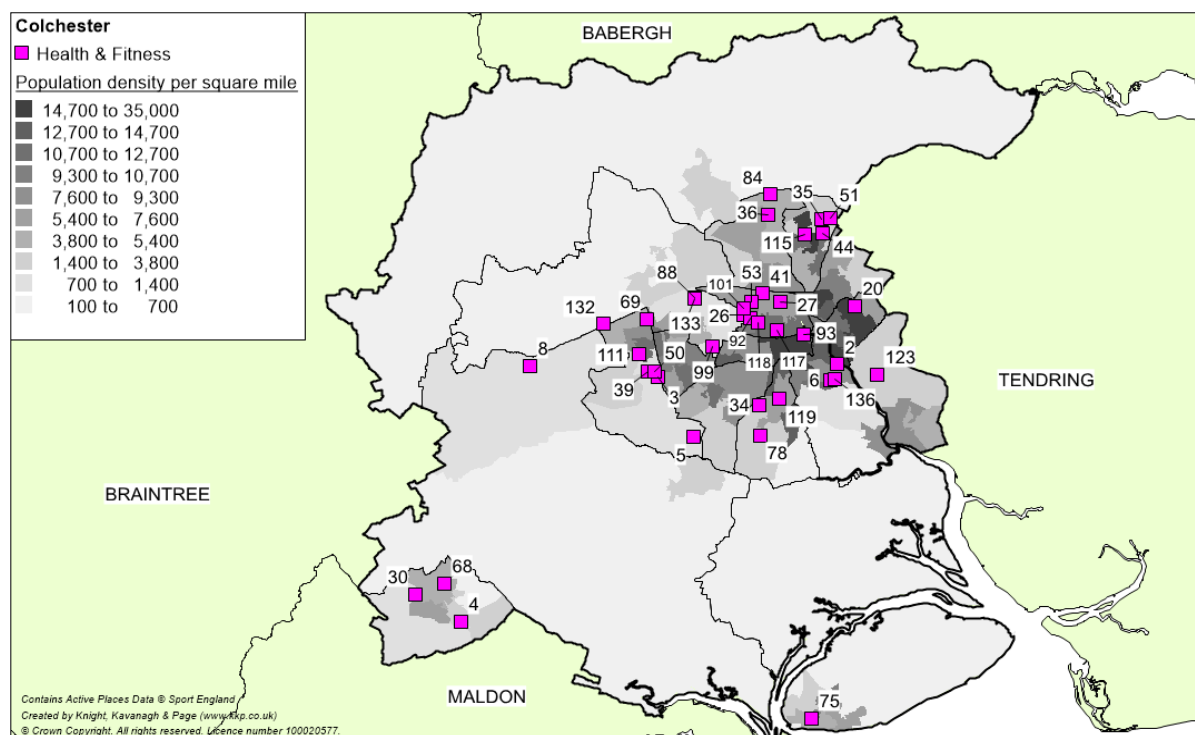 Colchester
Health & Fitness
Population density per square mile
14,700 to 35,000
12,700 to 14,700
10,700 to 12,700
9,300 to 10,700
7,600 to 9,300
5,400 to 7,600
3,800 to 5,400
1,400 to 3,800
700 to 1,400
100 to 700
BABERGH
84
35
51
36
115
44
88
101
53
41
27
20
132
69
133
26
92
93
8
111
50
99
118
117
2
123
TENDRING
39
3
34
119
6
136
5
78
BRAINTREE
30
68
4
MALDON
75
Contains Active Places Data © Sport England
Created by Knight, Kavanagh & Page (www.kkp.co.uk)
© Crown Copyright. All rights reserved. Licence number 100020577.